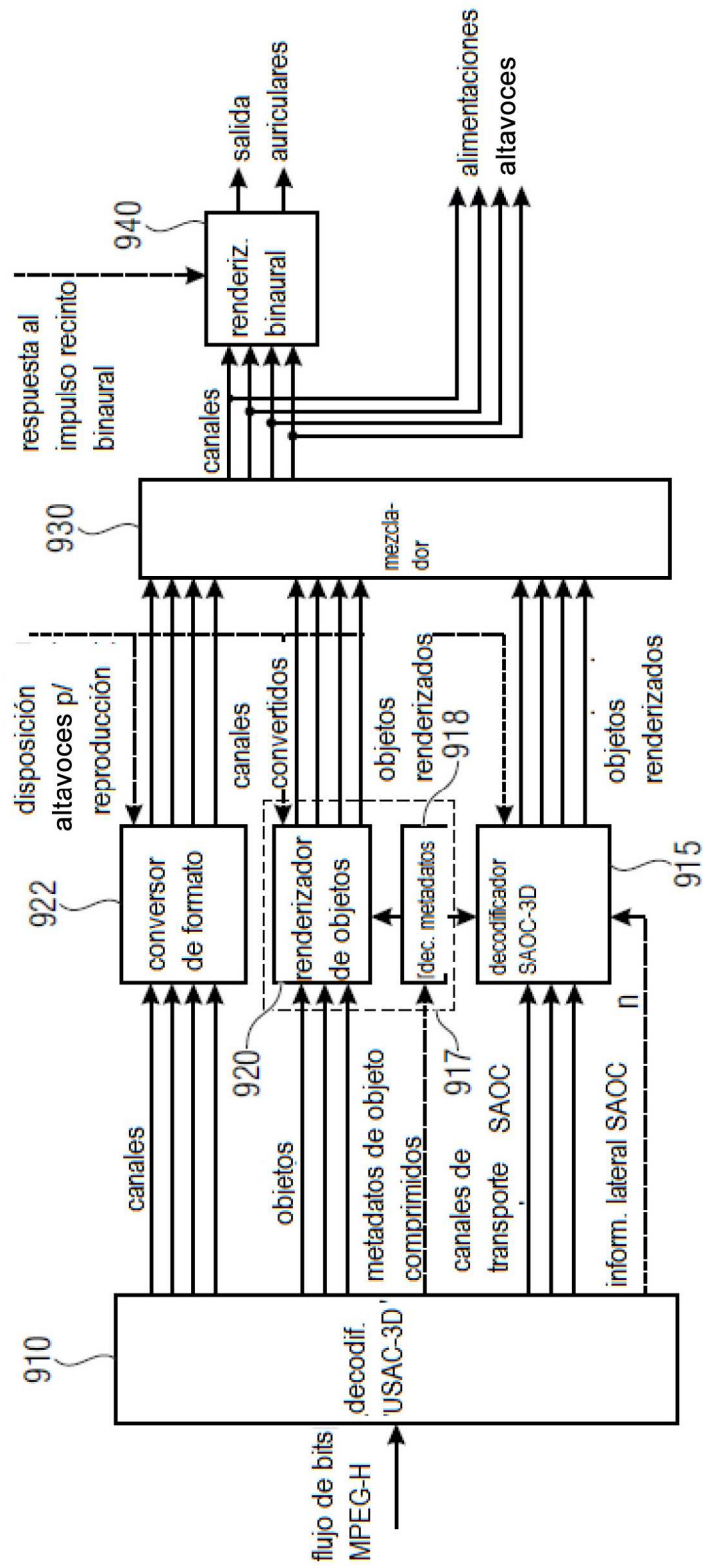 flujo de bits
MPEG-H
910
decodif.
USAC-3D
canales
objetos
metadatos de objeto
comprimidos
canales de
transporte SAOC
inform. lateral SAOC
n
922
conversor
de formato
920
renderizador
de objetos
917
dec. metadatos
918
decodificador
SAOC-3D
915
disposición
altavoces p/
reproducción
canales
convertidos
objetos
renderizados
objetos
renderizados
930
mezcla-
dor
canales
respuesta al
impulso recinto
binaural
940
renderiz.
binaural
salida
auriculares
alimentaciones
altavoces